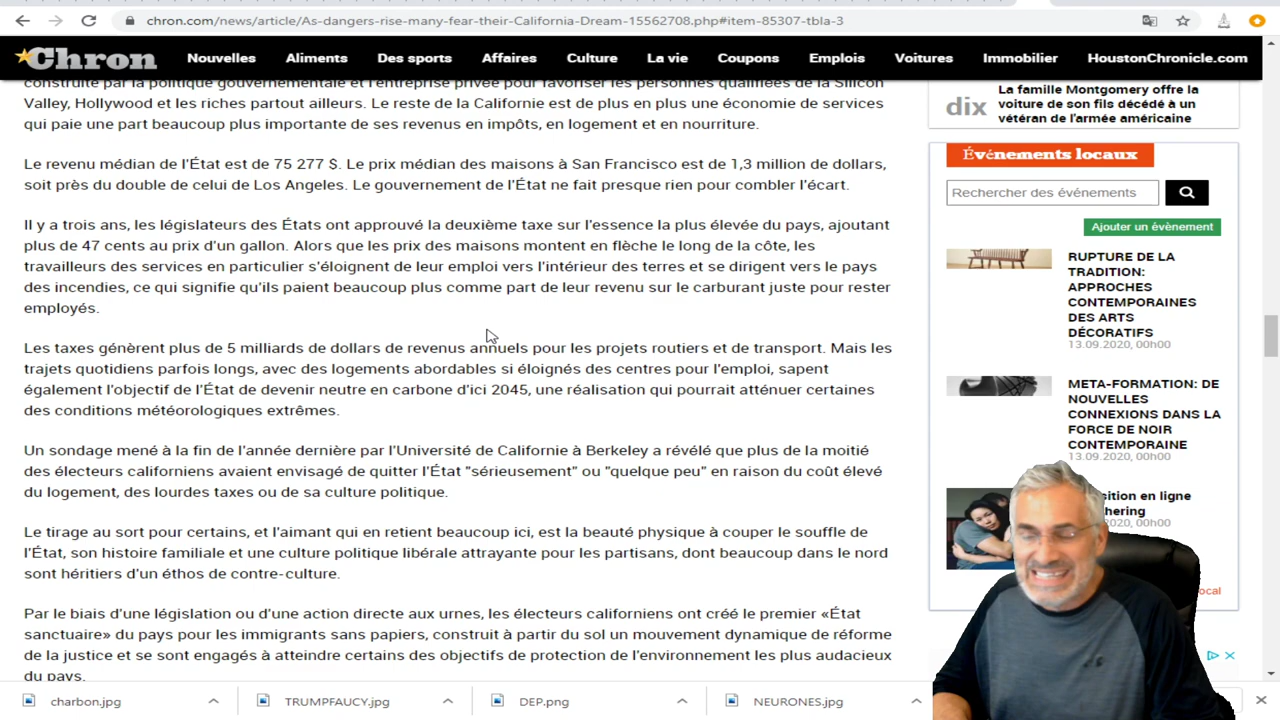 chron.com/news/article/As-dangers-rise-many-fear-their-California-Dream-15562708.php#item-85307-tbla-3
Chron
Nouvelles
Aliments
Des sports
Affaires
Culture
La vie
Coupons
Emplois
Voitures
Immobilier
HoustonChronicle.com
construite par la politique gouvernementale et l'entreprise privée pour favoriser les personnes qualifiées de la Silicon
Valley, Hollywood et les riches partout ailleurs. Le reste de la Californie est de plus en plus une économie de services
qui paie une part beaucoup plus importante de ses revenus en impôts, en logement et en nourriture.
Le revenu médian de l'État est de 75 277 $. Le prix médian des maisons à San Francisco est de 1,3 million de dollars,
soit près du double de celui de Los Angeles. Le gouvernement de l'État ne fait presque rien pour combler l'écart.
Il y a trois ans, les législateurs des États ont approuvé la deuxième taxe sur l'essence la plus élevée du pays, ajoutant
plus de 47 cents au prix d'un gallon. Alors que les prix des maisons montent en flèche le long de la côte, les
travailleurs des services en particulier s'éloignent de leur emploi vers l'intérieur des terres et se dirigent vers le pays
des incendies, ce qui signifie qu'ils paient beaucoup plus comme part de leur revenu sur le carburant juste pour rester
employés.
Les taxes génèrent plus de 5 milliards de dollars de revenus annuels pour les projets routiers et de transport. Mais les
trajets quotidiens parfois longs, avec des logements abordables si éloignés des centres pour l'emploi, sapent
également l'objectif de l'État de devenir neutre en carbone d'ici 2045, une réalisation qui pourrait atténuer certaines
des conditions météorologiques extrêmes.
Un sondage mené à la fin de l'année dernière par l'Université de Californie à Berkeley a révélé que plus de la moitié
des électeurs californiens avaient envisagé de quitter l'État "sérieusement" ou "quelque peu" en raison du coût élevé
du logement, des lourdes taxes ou de sa culture politique.
Le tirage au sort pour certains, et l'aimant qui en retient beaucoup ici, est la beauté physique à couper le souffle de
l'État, son histoire familiale et une culture politique libérale attrayante pour les partisans, dont beaucoup dans le nord
sont héritiers d'un éthos de contre-culture.
Par le biais d'une législation ou d'une action directe aux urnes, les électeurs californiens ont créé le premier «État
sanctuaire» du pays pour les immigrants sans papiers, construit à partir du sol un mouvement dynamique de réforme
de la justice et se sont engagés à atteindre certains des objectifs de protection de l'environnement les plus audacieux
du pays.
dix
La famille Montgomery offre la
voiture de son fils décédé à un
vétéran de l'armée américaine
Événements locaux
Rechercher des événements
Ajouter un évènement
RUPTURE DE LA
TRADITION:
APPROCHES
CONTEMPORAINES
DES ARTS
DÉCORATIFS
13.09.2020, 00h00
META-FORMATION: DE
NOUVELLES
CONNEXIONS DANS LA
FORCE DE NOIR
CONTEMPORAINE
13.09.2020, 00h00
sition en ligne
hering
2020, 00h00
ocal
charbon.jpg
TRUMPFAUCY.jpg
DEP.png
NEURONES.jpg